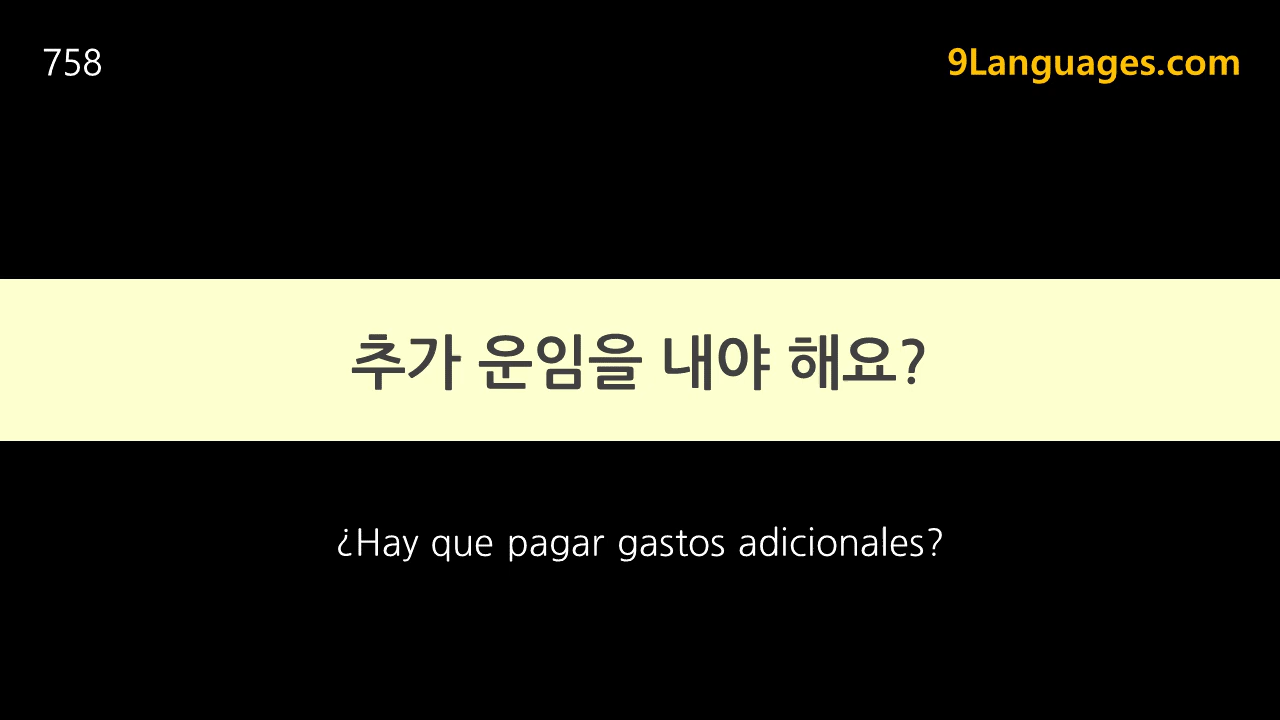 758
9Languages.com
추가 운임을 내야 해요?
¿Hay que pagar gastos adicionales?